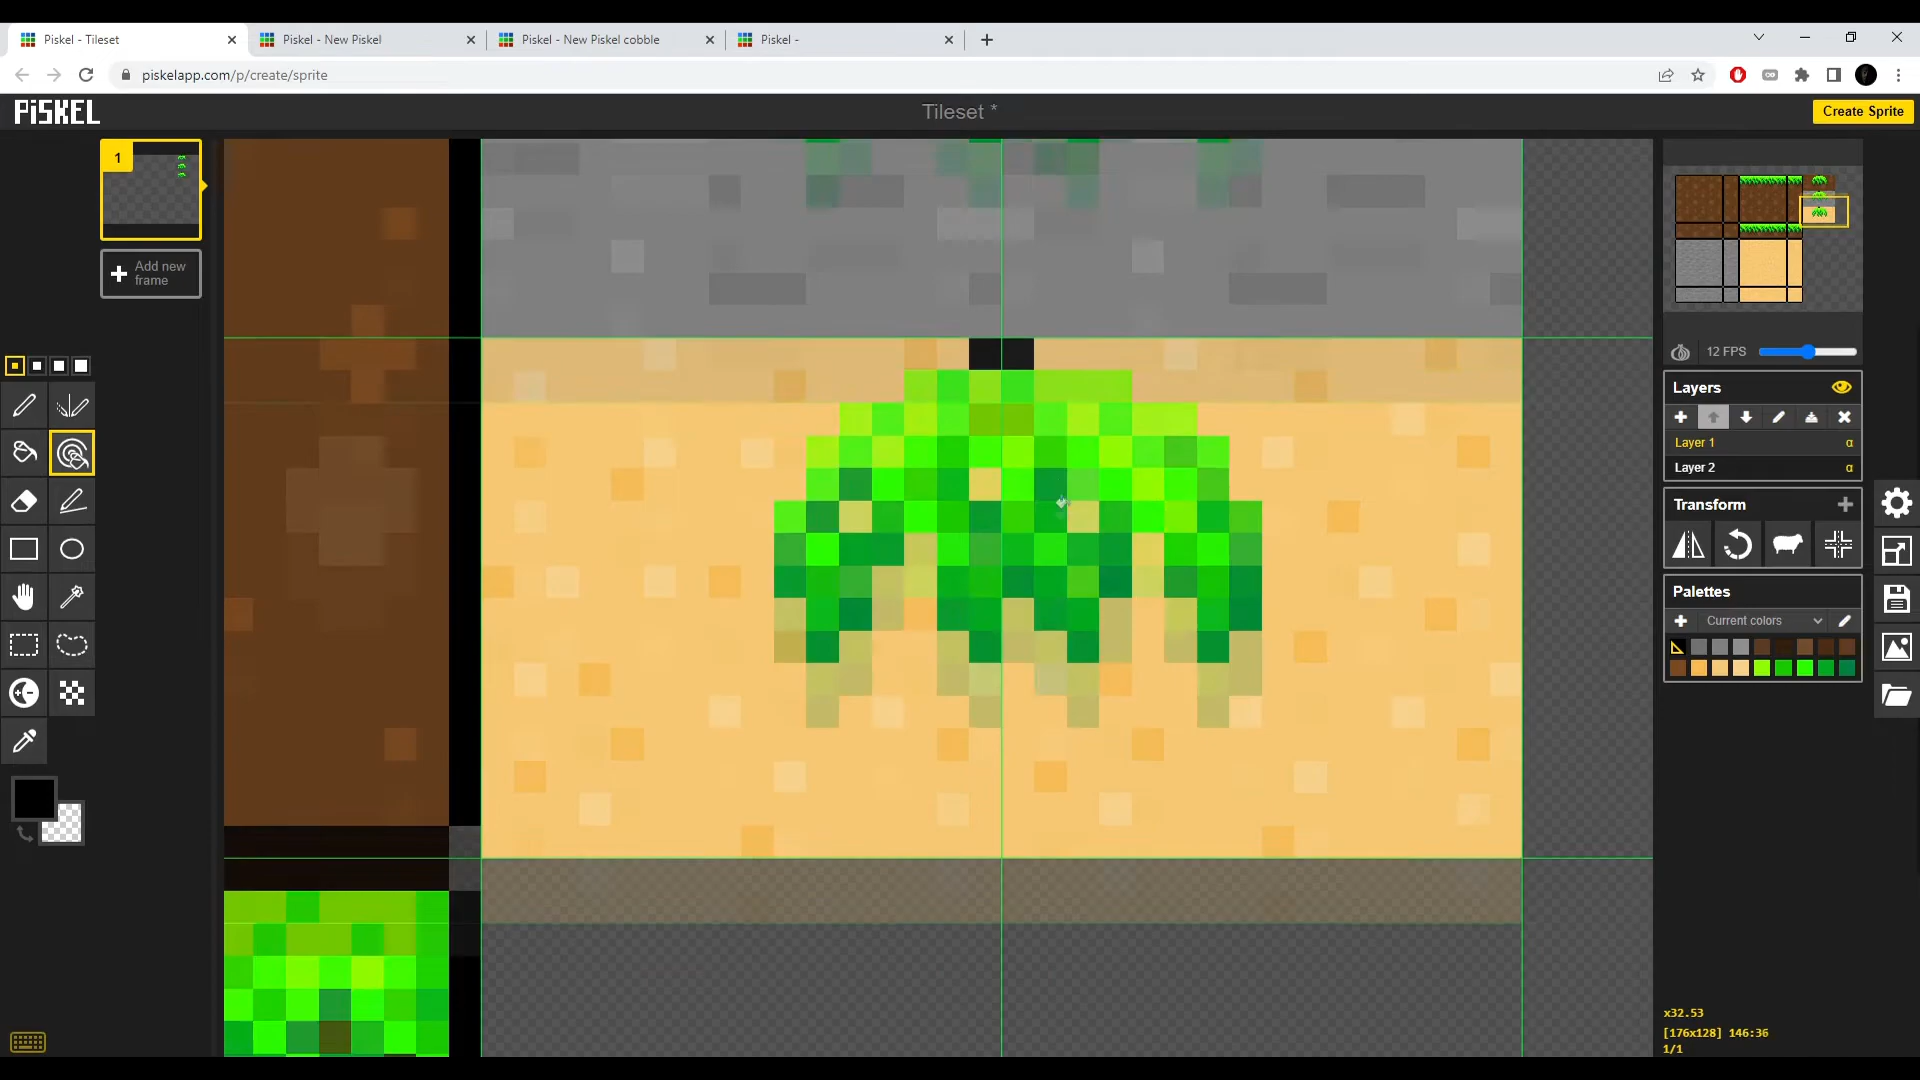 Piskel - Tileset
Piskel - New Piskel
Piskel - New Piskel cobble
Piskel -
piskelapp.com/p/create/sprite
PiSKEL
Tileset *
Create Sprite
1
Add new
frame
12 FPS
Layers
Layer 1 α
Layer 2 α
Transform
Palettes
Current colors
x32.53
[176x128] 146:36
1/1